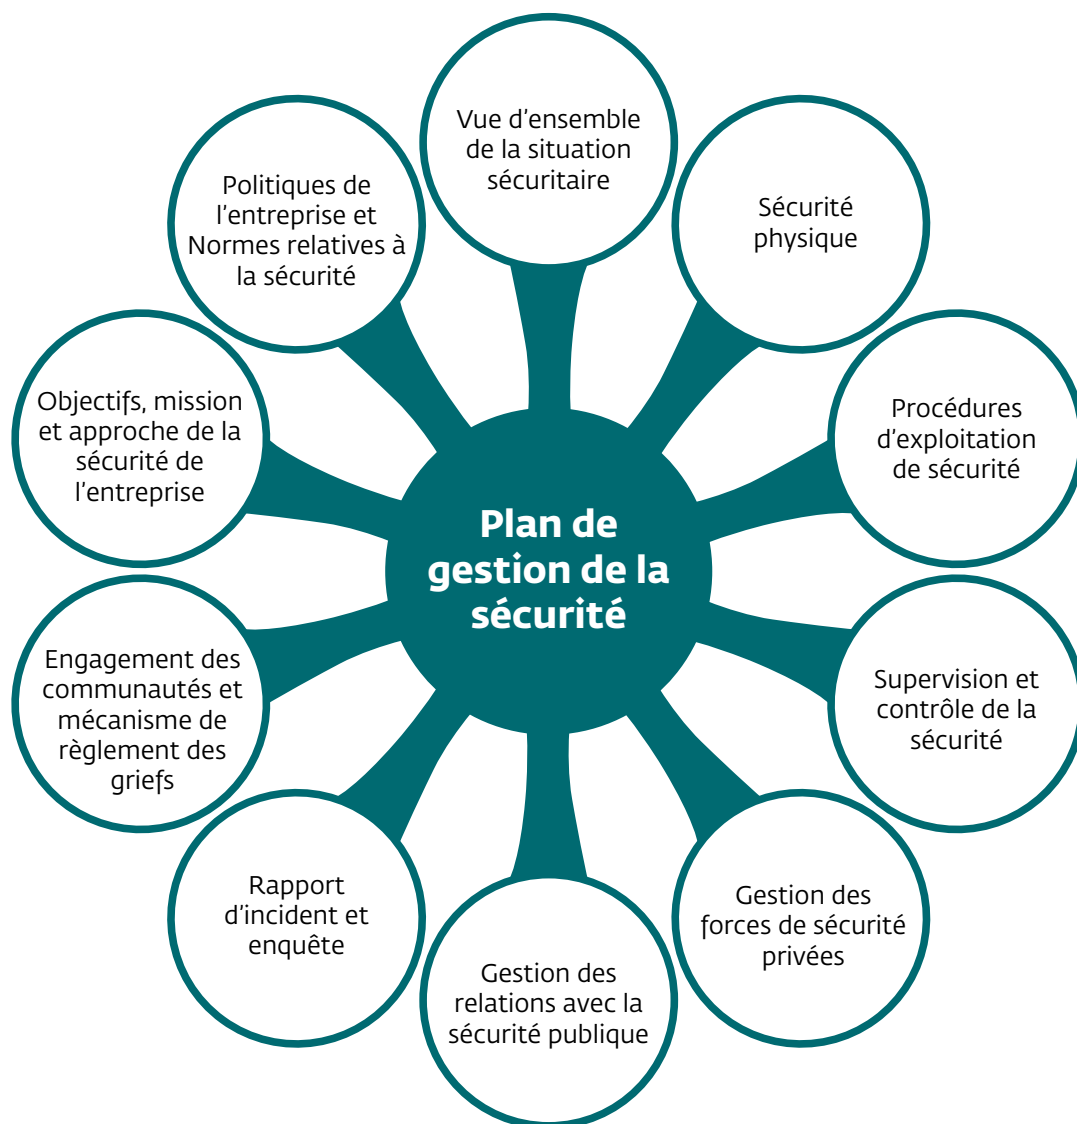 Vue d'ensemble
de la situation
sécuritaire
Sécurité
physique
Procédures
d'exploitation
de sécurité
Supervision et
contrôle de la
sécurité
Gestion des
forces de sécurité
privées
Gestion des
relations avec la
sécurité publique
Rapport
d'incident et
enquête
Engagement des
communautés et
mécanisme de
règlement des
griefs
Objectifs, mission
et approche de la
sécurité de
l'entreprise
Politiques de
l'entreprise et
Normes relatives à
la sécurité
Plan de
gestion de la
sécurité